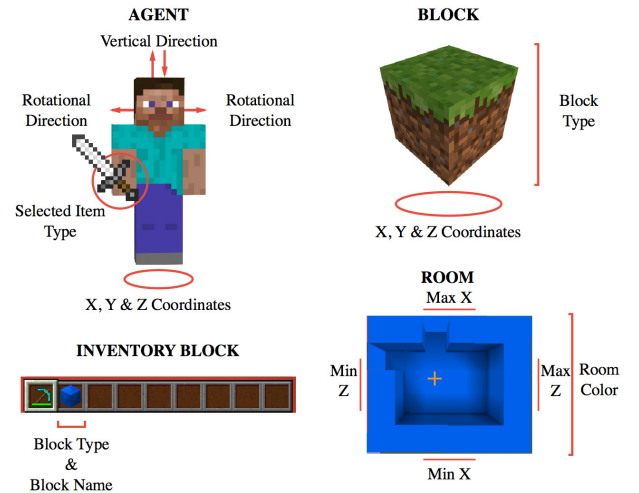 AGENT
Vertical Direction
Rotational
Direction
Rotational
Direction
Selected Item
Type
X, Y & Z Coordinates
BLOCK
Block
Type
X, Y & Z Coordinates
INVENTORY BLOCK
Block Type
&
Block Name
ROOM
Max X
Min
Z
Max
Z
Room
Color
Min X